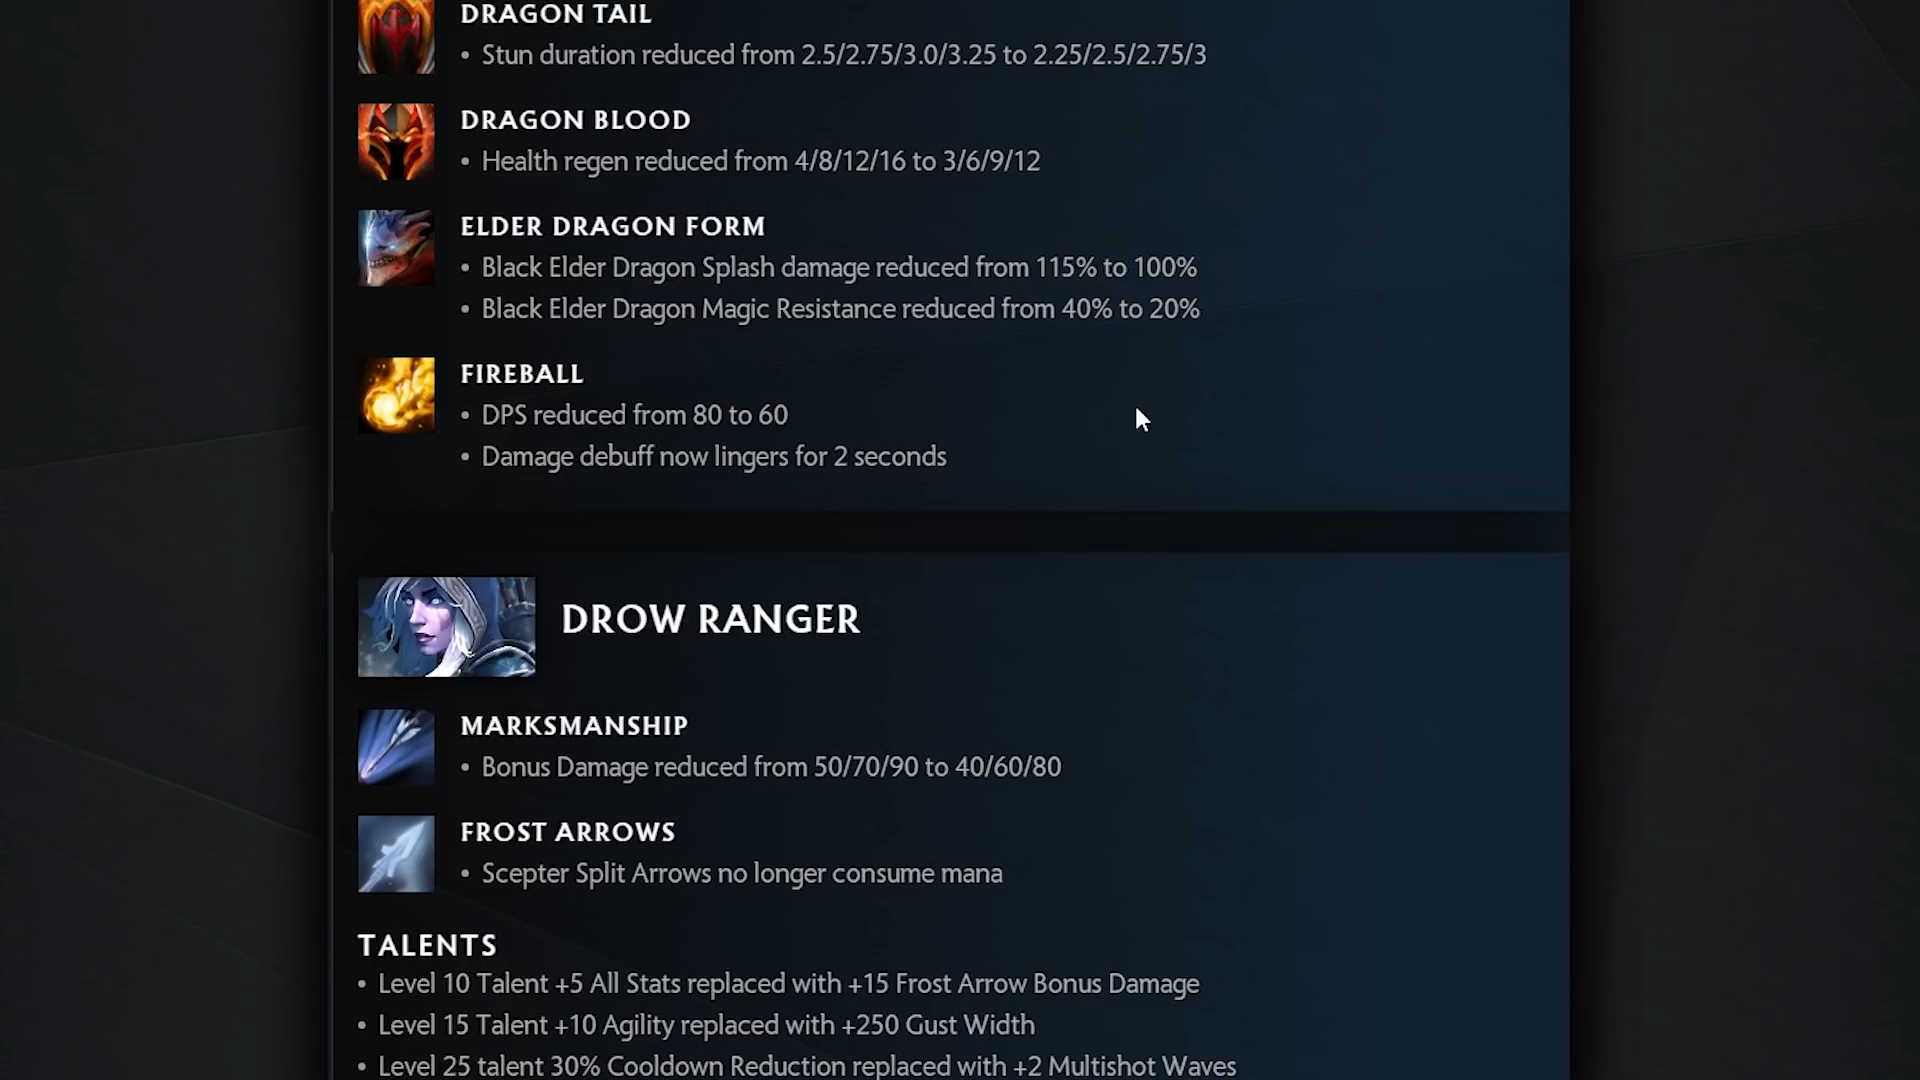 DRAGON TAIL
• Stun duration reduced from 2.5/2.75/3.0/3.25 to 2.25/2.5/2.75/3
DRAGON BLOOD
• Health regen reduced from 4/8/12/16 to 3/6/9/12
ELDER DRAGON FORM
• Black Elder Dragon Splash damage reduced from 115% to 100%
• Black Elder Dragon Magic Resistance reduced from 40% to 20%
FIREBALL
• DPS reduced from 80 to 60
• Damage debuff now lingers for 2 seconds
DROW RANGER
MARKSMANSHIP
• Bonus Damage reduced from 50/70/90 to 40/60/80
FROST ARROWS
• Scepter Split Arrows no longer consume mana
TALENTS
• Level 10 Talent +5 All Stats replaced with +15 Frost Arrow Bonus Damage
• Level 15 Talent +10 Agility replaced with +250 Gust Width
• Level 25 talent 30% Cooldown Reduction replaced with +2 Multishot Waves